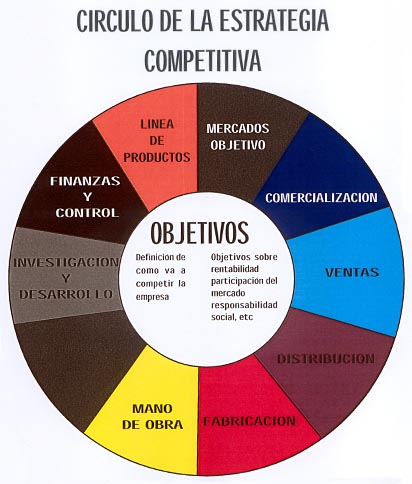 CIRCULO DE LA ESTRATEGIA
COMPETITIVA
LINEA
DE
PRODUCTOS
MERCADOS
OBJETIVO
COMERCIALIZACION
VENTAS
DISTRIBUCION
FABRICACION
MANO
DE OBRA
INVESTIGACION
Y
DESARROLLO
FINANZAS
Y
CONTROL
OBJETIVOS
Definición de
como va a
competir la
empresa
Objetivos sobre
rentabilidad
participación del
mercado
responsabilidad
social, etc